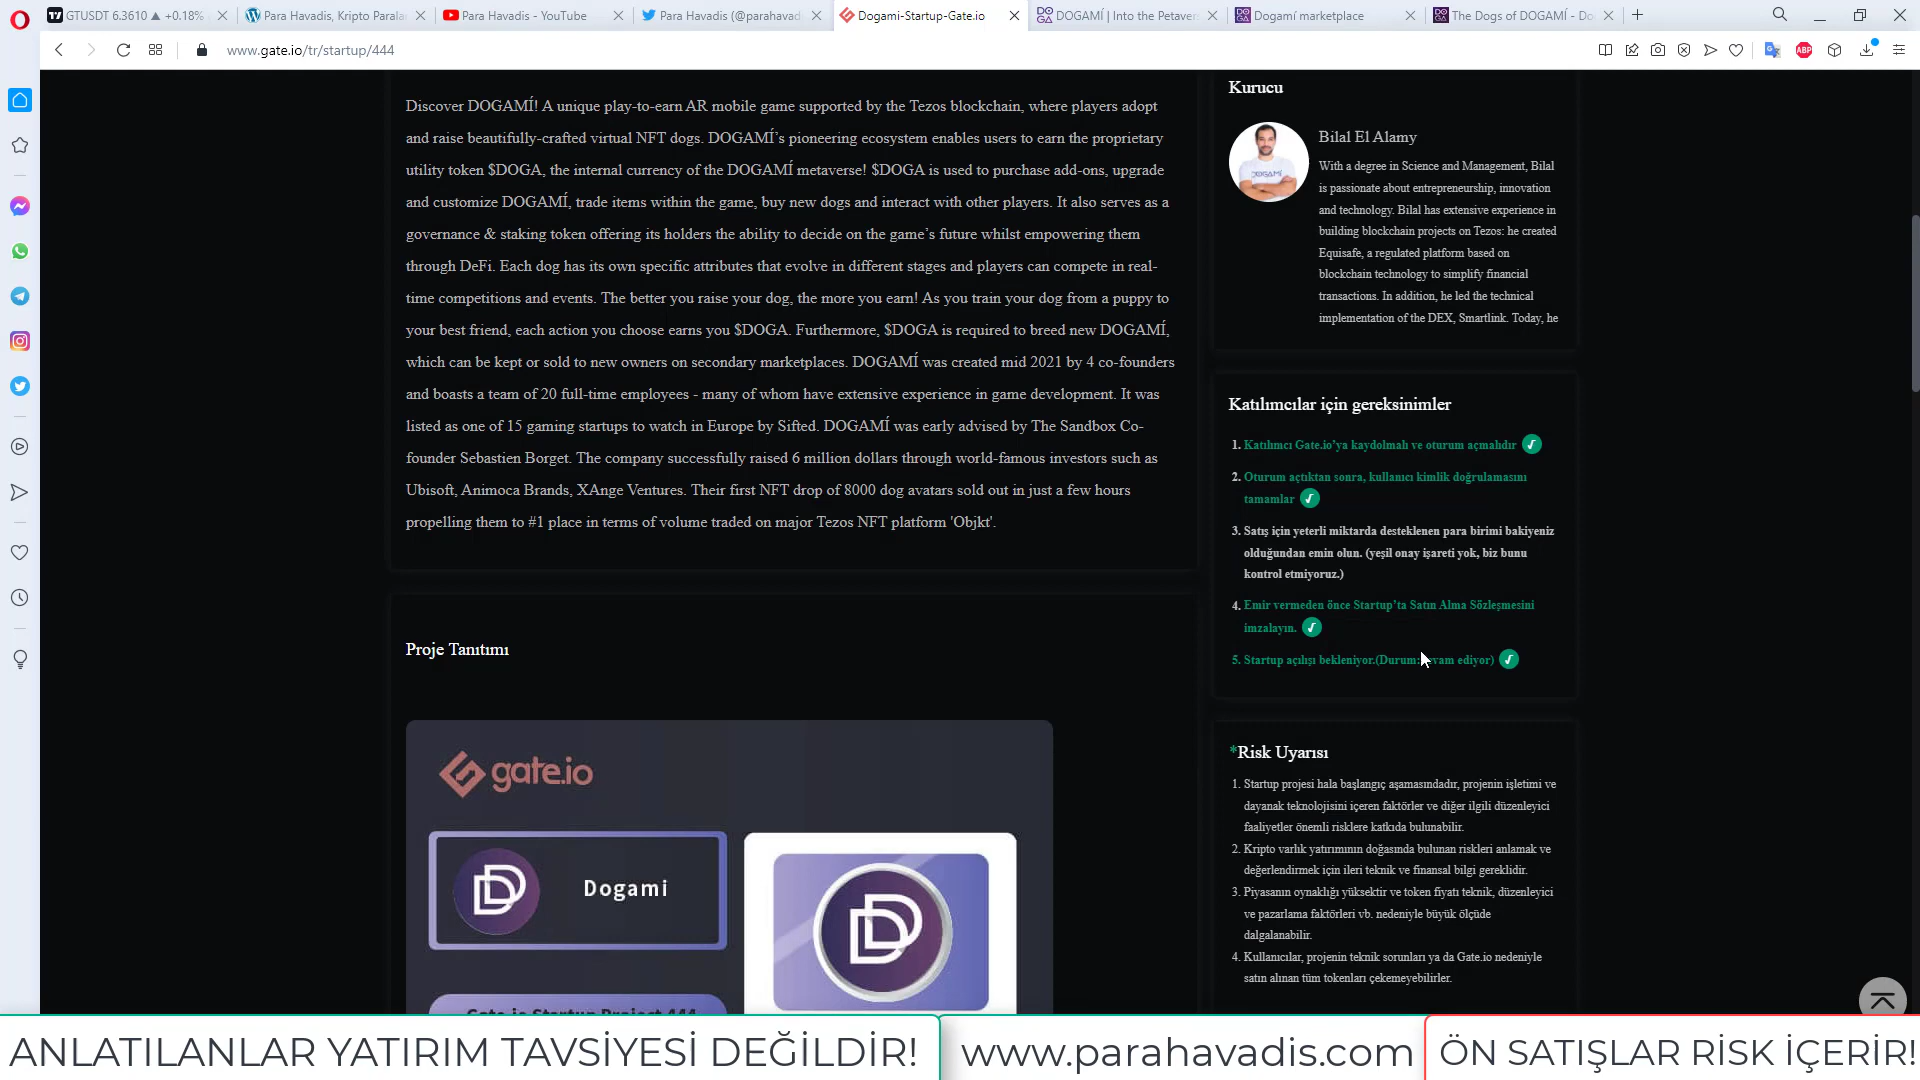 GTUSDT 6.3610 ▲ +0.18%
Para Havadis, Kripto Parala
Para Havadis - YouTube
Para Havadis (@parahavad
Dogami-Startup-Gate.io
DOGAMÍ | Into the Petavers
Dogamí marketplace
The Dogs of DOGAMÍ - Do
www.gate.io/tr/startup/444
ABP
Discover DOGAMÍ! A unique play-to-earn AR mobile game supported by the Tezos blockchain, where players adopt
and raise beautifully-crafted virtual NFT dogs. DOGAMÍ's pioneering ecosystem enables users to earn the proprietary
utility token $DOGA, the internal currency of the DOGAMÍ metaverse! $DOGA is used to purchase add-ons, upgrade
and customize DOGAMÍ, trade items within the game, buy new dogs and interact with other players. It also serves as a
governance & staking token offering its holders the ability to decide on the game's future whilst empowering them
through DeFi. Each dog has its own specific attributes that evolve in different stages and players can compete in real-
time competitions and events. The better you raise your dog, the more you earn! As you train your dog from a puppy to
your best friend, each action you choose earns you $DOGA. Furthermore, $DOGA is required to breed new DOGAMÍ,
which can be kept or sold to new owners on secondary marketplaces. DOGAMÍ was created mid 2021 by 4 co-founders
and boasts a team of 20 full-time employees - many of whom have extensive experience in game development. It was
listed as one of 15 gaming startups to watch in Europe by Sifted. DOGAMÍ was early advised by The Sandbox Co-
founder Sebastien Borget. The company successfully raised 6 million dollars through world-famous investors such as
Ubisoft, Animoca Brands, XAnge Ventures. Their first NFT drop of 8000 dog avatars sold out in just a few hours
propelling them to #1 place in terms of volume traded on major Tezos NFT platform 'Objkt'.
Proje Tanıtımı
gate.io
Dogami
Gate.io Startup Project 444
Kurucu
DOGAMÍ
Bilal El Alamy
With a degree in Science and Management, Bilal
is passionate about entrepreneurship, innovation
and technology. Bilal has extensive experience in
building blockchain projects on Tezos: he created
Equisafe, a regulated platform based on
blockchain technology to simplify financial
transactions. In addition, he led the technical
implementation of the DEX, Smartlink. Today, he
Katılımcılar için gereksinimler
1. Katılımcı Gate.io'ya kaydolmalı ve oturum açmalıdır
2. Oturum açtıktan sonra, kullanıcı kimlik doğrulamasını
tamamlar
3. Satış için yeterli miktarda desteklenen para birimi bakiyeniz
olduğundan emin olun. (yeşil onay işareti yok, biz bunu
kontrol etmiyoruz.)
4. Emir vermeden önce Startup'ta Satın Alma Sözleşmesini
imzalayın.
5. Startup açılışı bekleniyor.(Durum: vam ediyor)
*Risk Uyarısı
1. Startup projesi hala başlangıç aşamasındadır, projenin işletimi ve
dayanak teknolojisini içeren faktörler ve diğer ilgili düzenleyici
faaliyetler önemli risklere katkıda bulunabilir.
2. Kripto varlık yatırımının doğasında bulunan riskleri anlamak ve
değerlendirmek için ileri teknik ve finansal bilgi gereklidir.
3. Piyasanın oynaklığı yüksektir ve token fiyatı teknik, düzenleyici
ve pazarlama faktörleri vb. nedeniyle büyük ölçüde
dalgalanabilir.
4. Kullanıcılar, projenin teknik sorunları ya da Gate.io nedeniyle
satın alınan tüm tokenları çekemeyebilirler.
ANLATILANLAR YATIRIM TAVSİYESİ DEĞİLDİR!
www.parahavadis.com
ÖN SATIŞLAR RİSK İÇERİR!